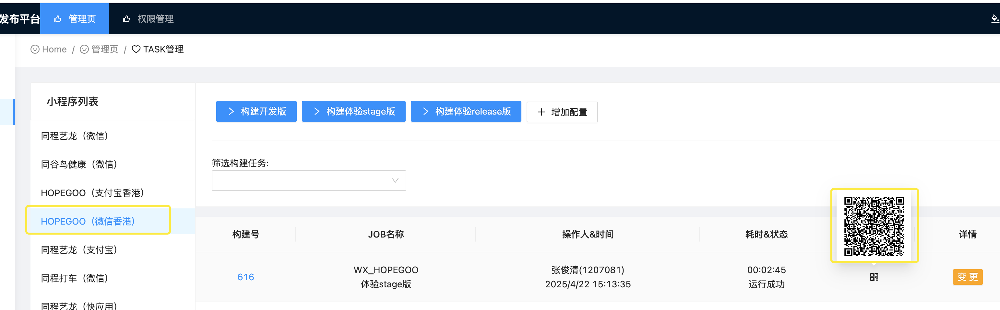 发布平台
管理页
权限管理
Home / 管理页 / TASK管理
小程序列表
同程艺龙（微信）
同谷鸟健康（微信）
HOPEGOO（支付宝香港）
HOPEGOO（微信香港）
同程艺龙（支付宝）
同程打车（微信）
同程艺龙（快应用）
构建开发版
构建体验stage版
构建体验release版
增加配置
筛选构建任务:
构建号
JOB名称
操作人&时间
耗时&状态
详情
616
WX_HOPEGOO
体验stage版
张俊清(1207081)
2025/4/22 15:13:35
00:02:45
运行成功
变更